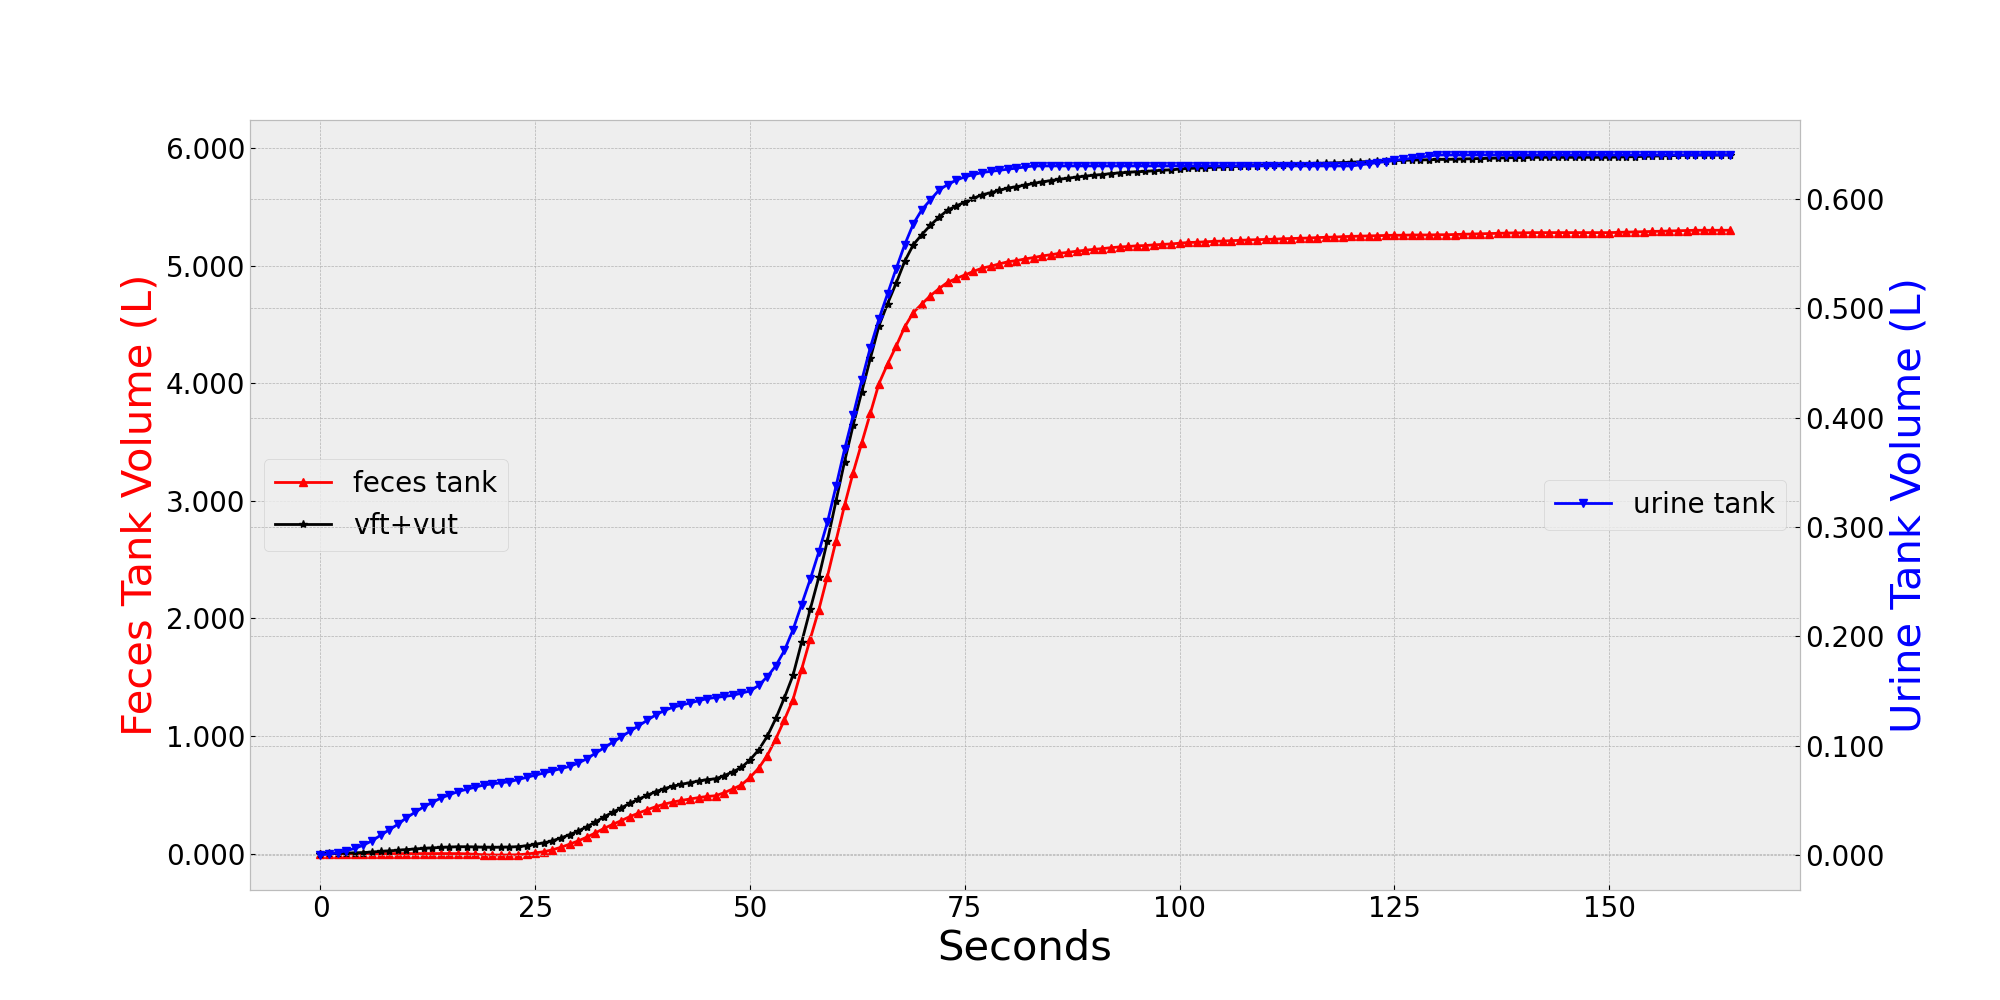 6.000
5.000
4.000
3.000
2.000
1.000
0.000
Feces Tank Volume (L)
feces tank
vft+vut
urine tank
0.600
0.500
0.400
0.300
0.200
0.100
0.000
Urine Tank Volume (L)
0 25 50 75 100 125 150
Seconds